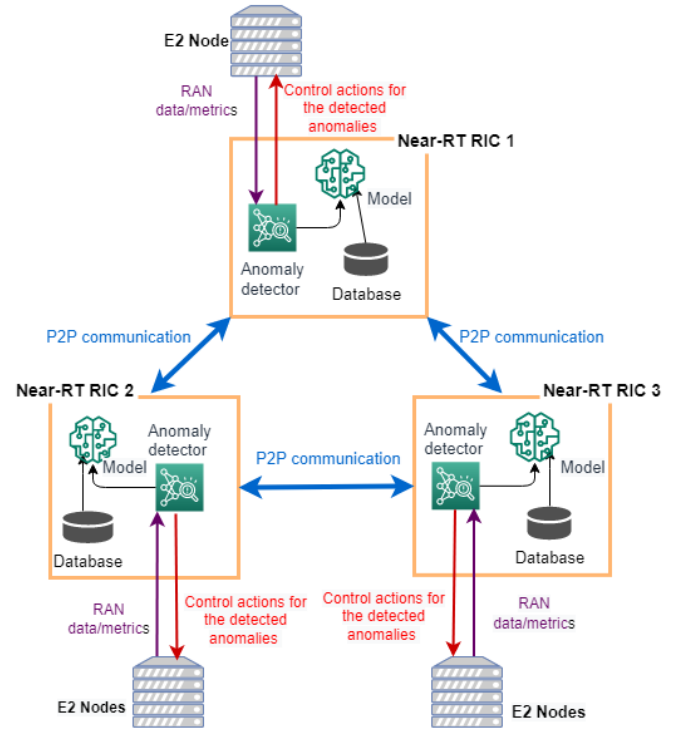 E2 Node
RAN
data/metrics
Control actions for
the detected
anomalies
Near-RT RIC 1
Model
Anomaly
detector
Database
P2P communication
P2P communication
Near-RT RIC 2
Near-RT RIC 3
Anomaly
detector
Model
Database
P2P communication
Anomaly
detector
Model
Database
RAN
data/metrics
Control actions for
the detected
anomalies
Control actions for
the detected
anomalies
RAN
data/metrics
E2 Nodes
E2 Nodes